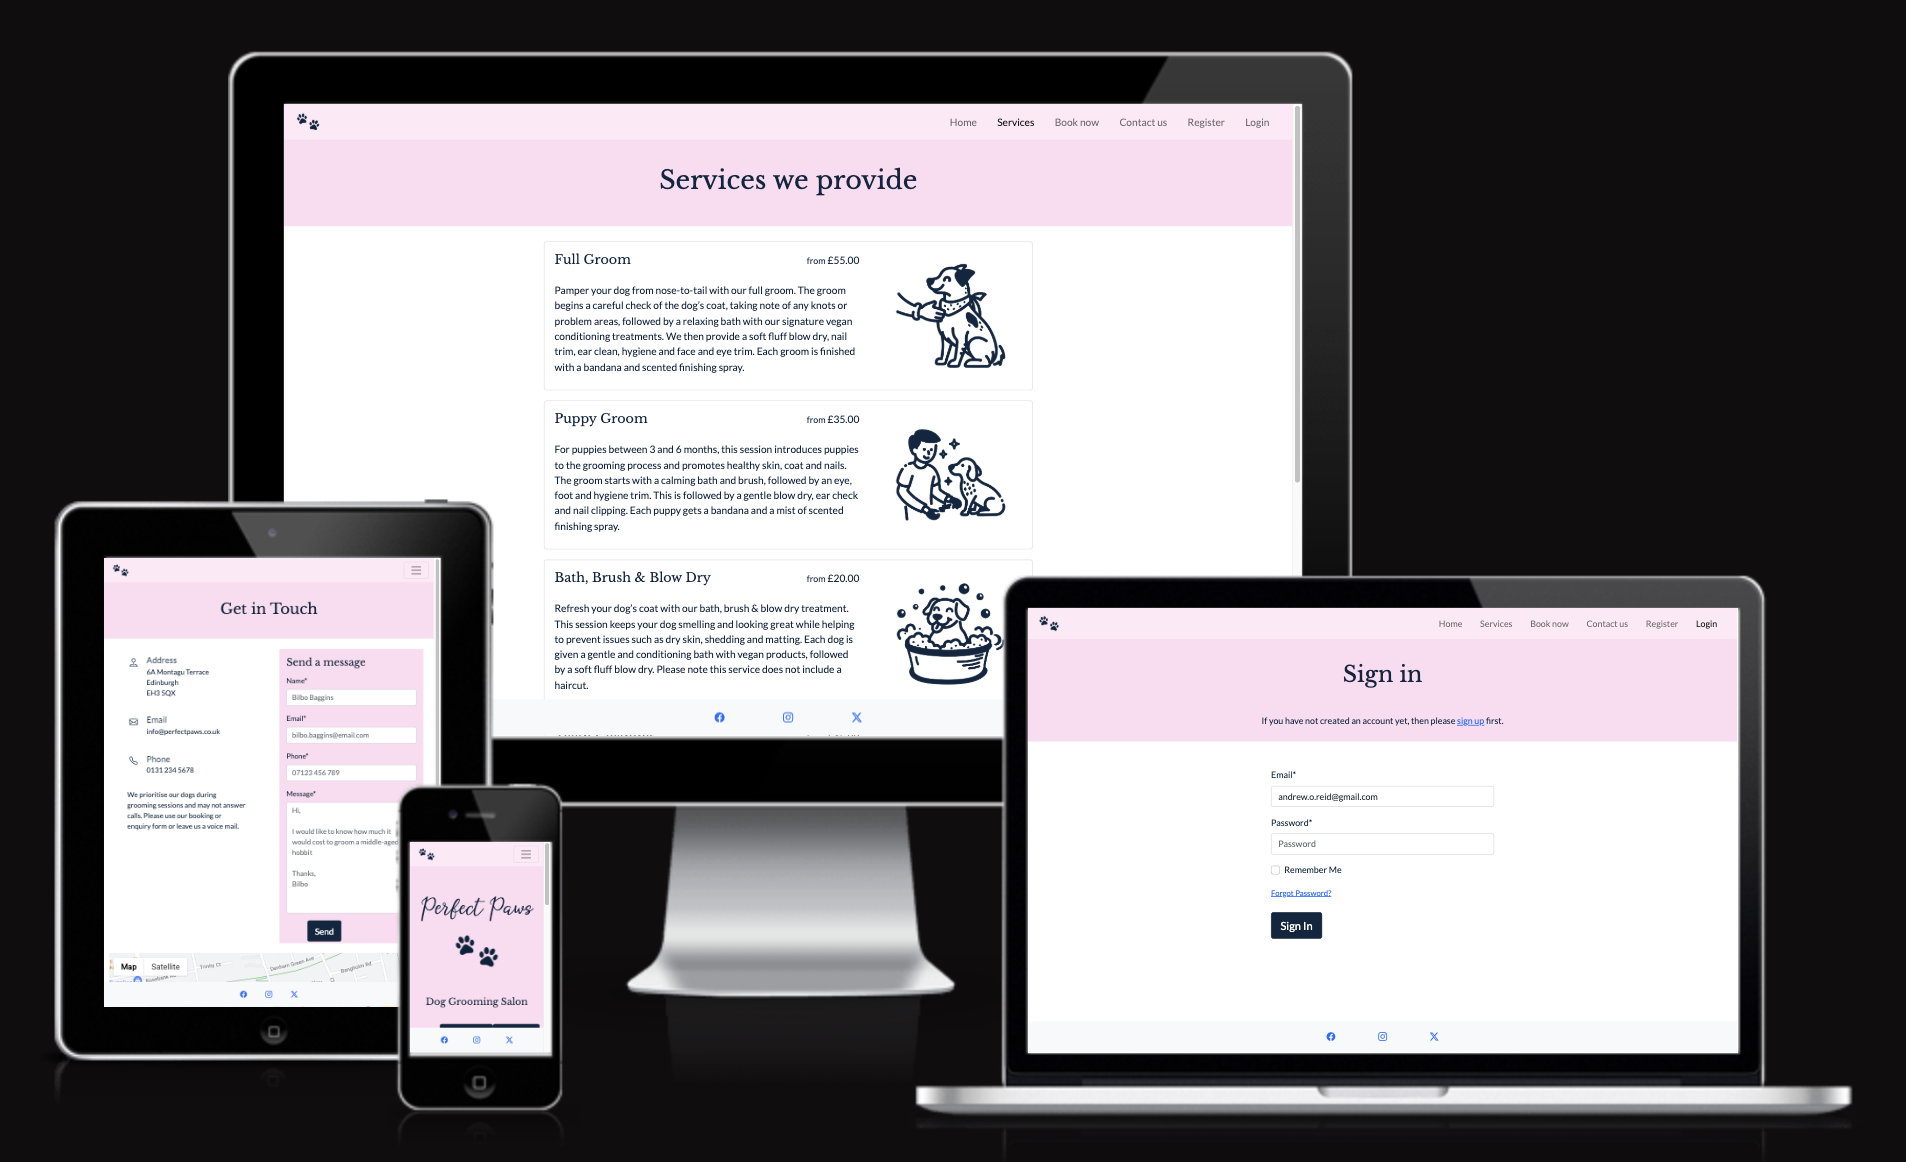 Home Services Book now Contact us Register Login
Services we provide
Full Groom from £55.00
Pamper your dog from nose-to-tail with our full groom. The groom
begins a careful check of the dog's coat, taking note of any knots or
problem areas, followed by a relaxing bath with our signature vegan
conditioning treatments. We then provide a soft fluff blow dry, nail
trim, ear clean, hygiene and face and eye trim. Each groom is finished
with a bandana and scented finishing spray.
Puppy Groom from £35.00
For puppies between 3 and 6 months, this session introduces puppies
to the grooming process and promotes healthy skin, coat and nails.
The groom starts with a calming bath and brush, followed by an eye,
foot and hygiene trim. This is followed by a gentle blow dry, ear check
and nail clipping. Each puppy gets a bandana and a mist of scented
finishing spray.
Bath, Brush & Blow Dry from £20.00
Refresh your dog's coat with our bath, brush & blow dry treatment.
This session keeps your dog smelling and looking great while helping
to prevent issues such as dry skin, shedding and matting. Each dog is
given a gentle and conditioning bath with vegan products, followed
by a soft fluff blow dry. Please note this service does not include a
haircut.
Get in Touch
Address
6A Montagu Terrace
Edinburgh
EH3 5QX
Email
info@perfectpaws.co.uk
Phone
0131 234 5678
We prioritise our dogs during
grooming sessions and may not answer
calls. Please use our booking or
enquiry form or leave us a voice mail.
Send a message
Name*
Bilbo Baggins
Email*
bilbo.baggins@email.com
Phone*
07123 456 789
Message*
Hi,
I would like to know how much it
would cost to groom a middle-aged
hobbit
Thanks,
Bilbo
Send
Map Satellite
Trinity Ct
Denham Green Ave
Bangholm Rd
Perfect Paws
Dog Grooming Salon
Home Services Book now Contact us Register Login
Sign in
If you have not created an account yet, then please sign up first.
Email*
andrew.o.reid@gmail.com
Password*
Password
Remember Me
Forgot Password?
Sign In